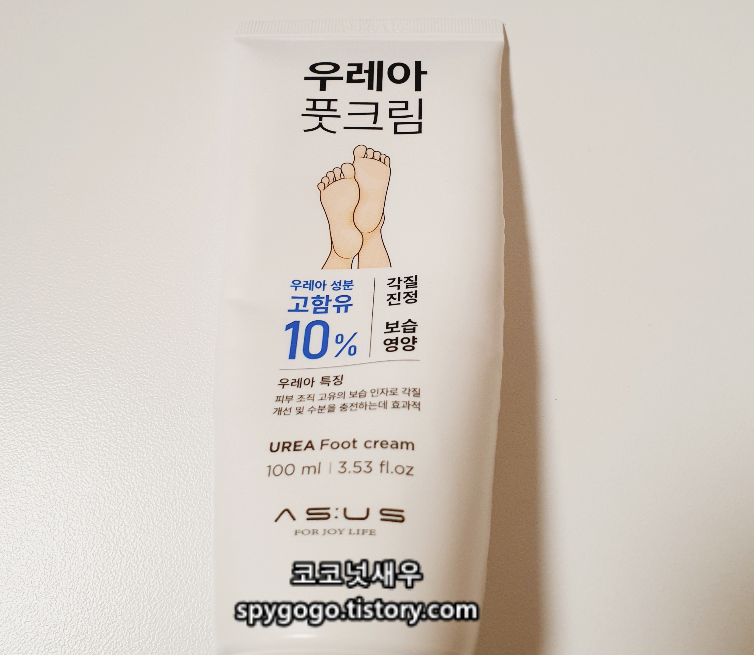 우레아
풋크림
우레아 성분
고함유
10%
각질
진정
보습
영양
우레아 특징
피부 조직 고유의 보습 인자로 각질
개선 및 수분을 충전하는데 효과적
UREA Foot cream
100 ml | 3.53 fl.oz
AS:US
FOR JOY LIFE
코코넛새우
spygogo.tistory.com